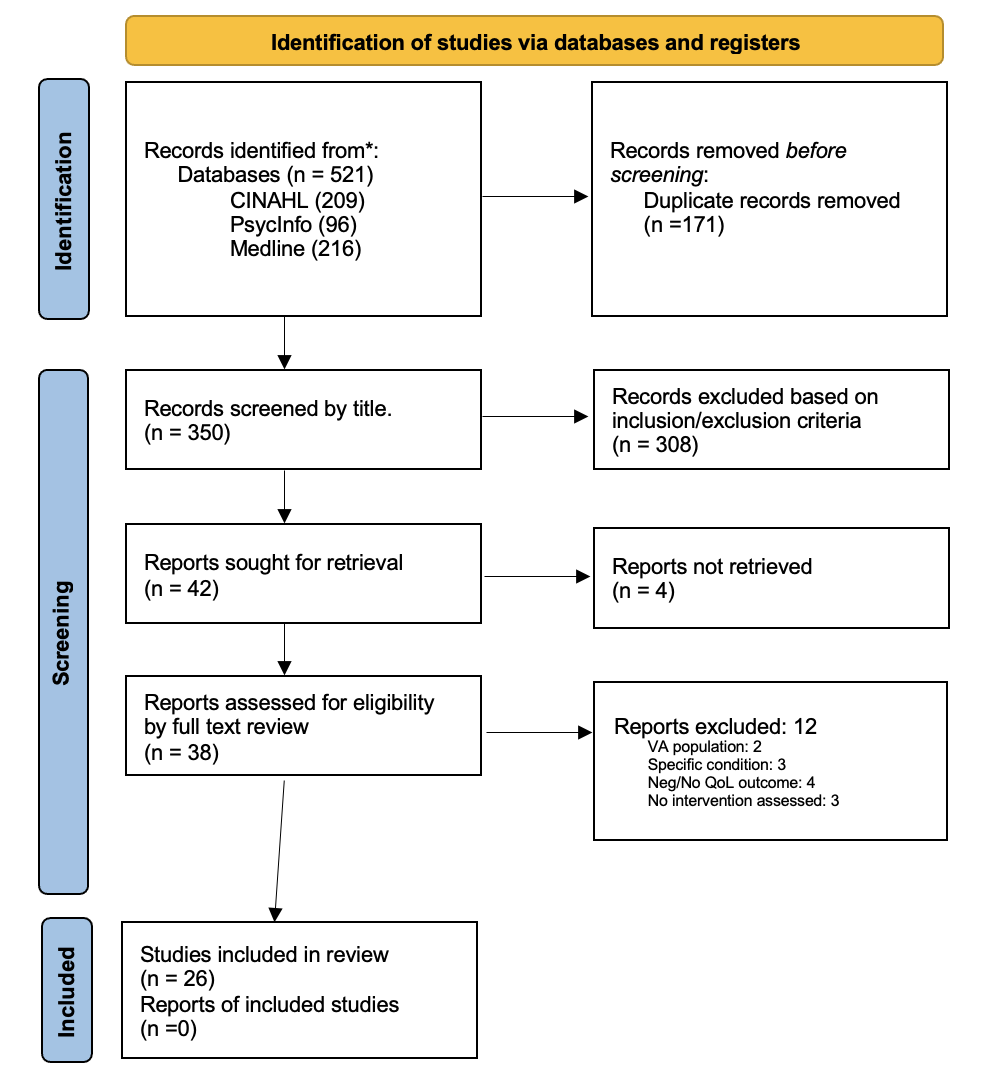 Identification of studies via databases and registers
Identification
Records identified from*:
Databases (n = 521)
CINAHL (209)
PsycInfo (96)
Medline (216)
Records removed before
screening:
Duplicate records removed
(n =171)
Screening
Records screened by title.
(n = 350)
Records excluded based on
inclusion/exclusion criteria
(n = 308)
Reports sought for retrieval
(n = 42)
Reports not retrieved
(n = 4)
Reports assessed for eligibility
by full text review
(n = 38)
Reports excluded: 12
VA population: 2
Specific condition: 3
Neg/No QoL outcome: 4
No intervention assessed: 3
Included
Studies included in review
(n = 26)
Reports of included studies
(n =0)